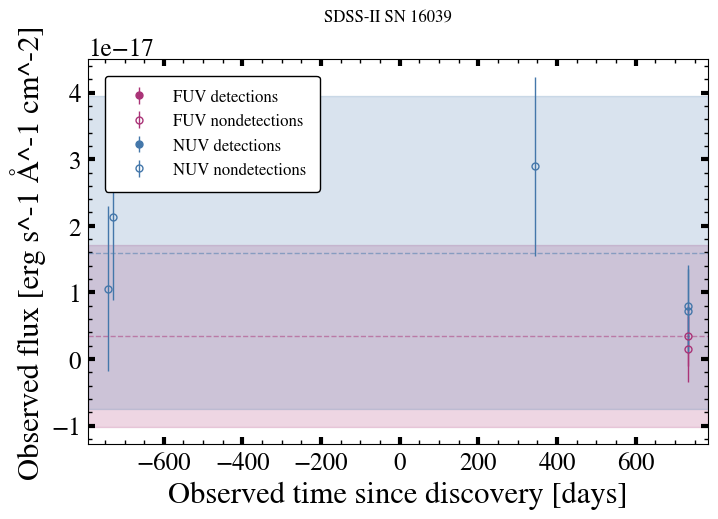 SDSS-II SN 16039
1e−17
Observed flux [erg s^-1 Å^-1 cm^-2]
4
3
2
1
0
−1
FUV detections
FUV nondetections
NUV detections
NUV nondetections
−600 −400 −200 0 200 400 600
Observed time since discovery [days]